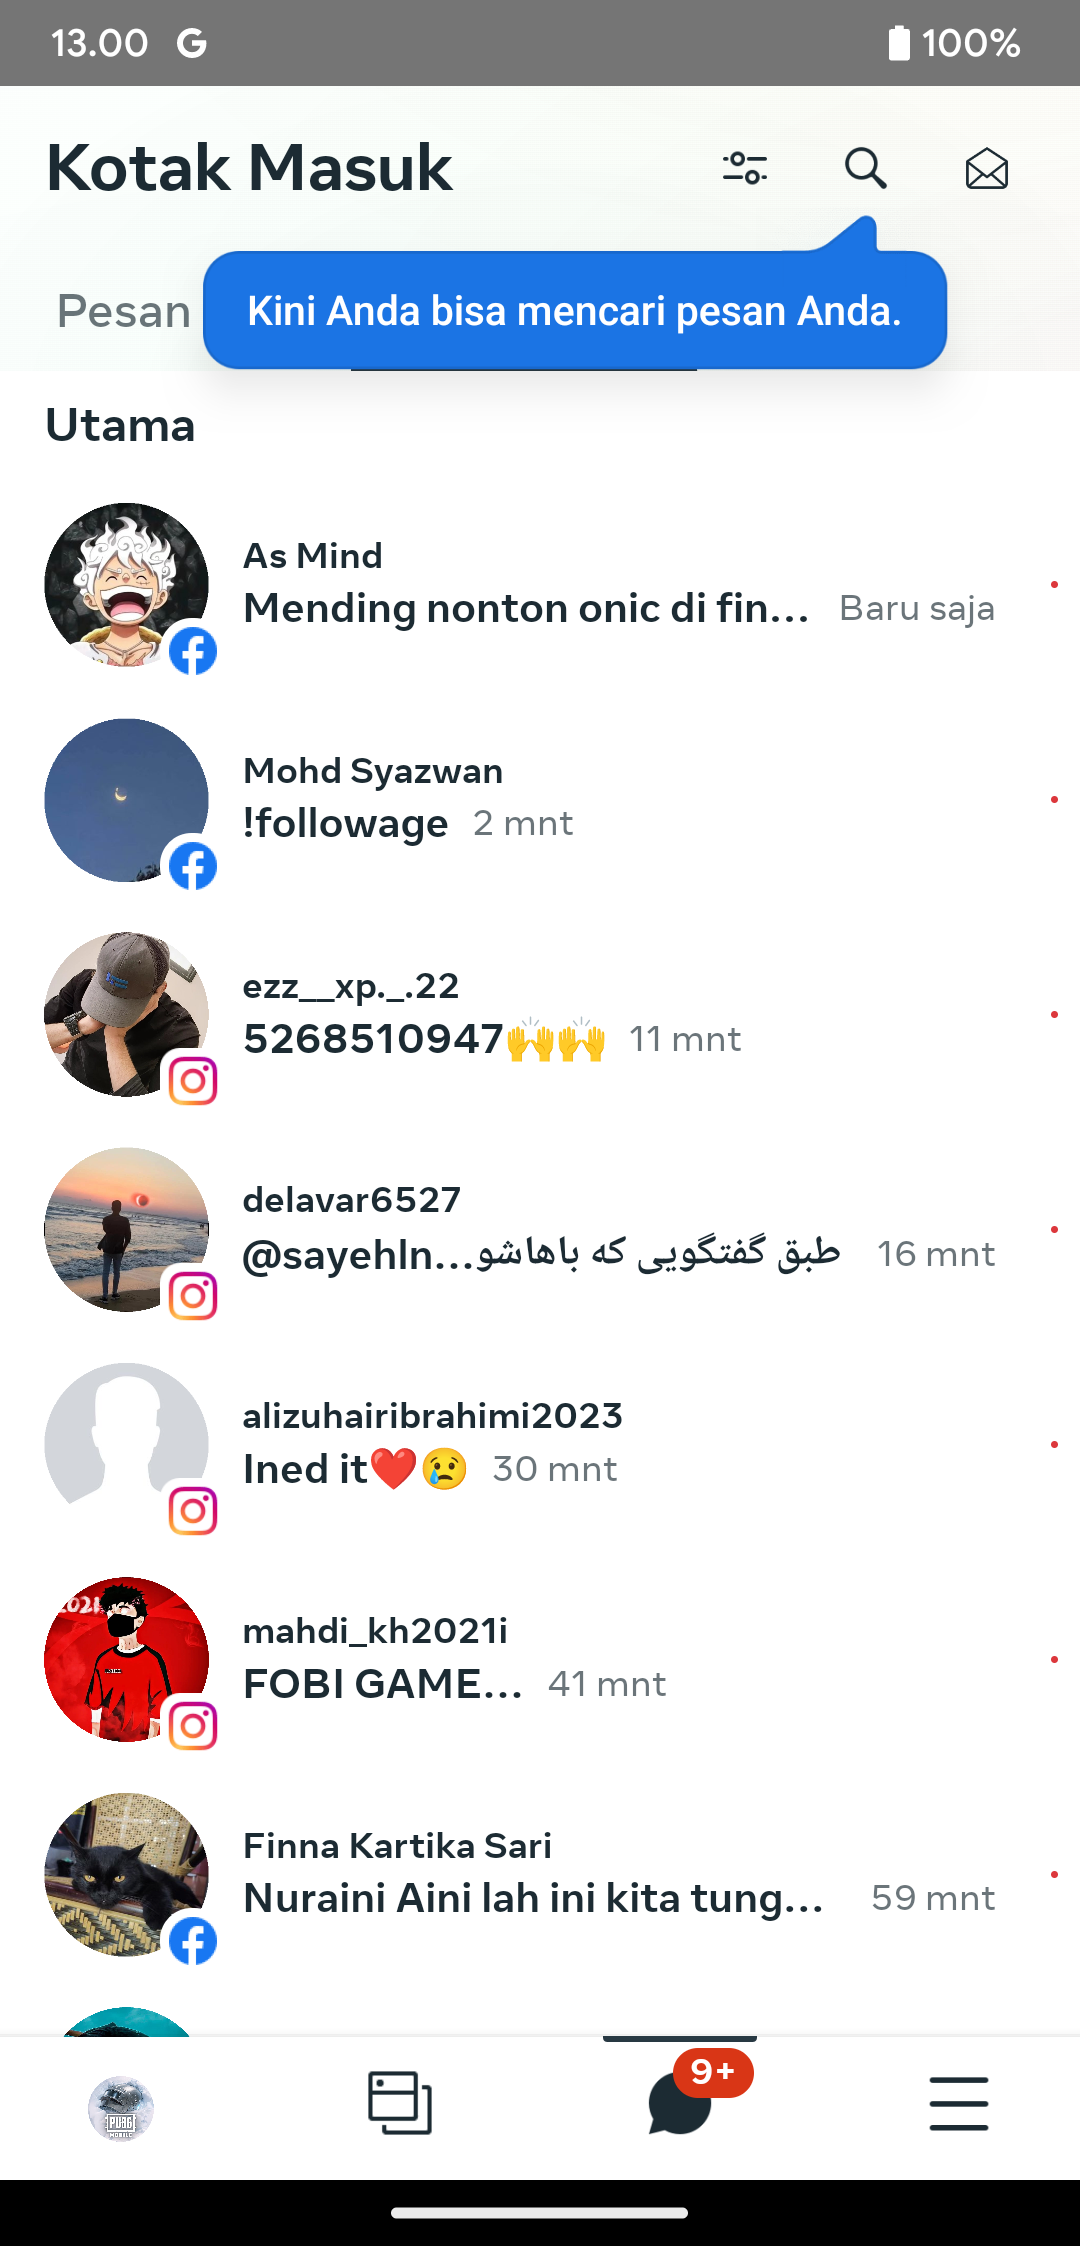 13.00 G 100%
Kotak Masuk
Pesan
Kini Anda bisa mencari pesan Anda.
Utama
As Mind
Mending nonton onic di fin... Baru saja
Mohd Syazwan
!followage 2 mnt
ezz__xp._.22
5268510947🙌🙌 11 mnt
delavar6527
@sayehln...طبق گفتگویی که باهاشو 16 mnt
alizuhairibrahimi2023
Ined it❤️😢 30 mnt
mahdi_kh2021i
FOBI GAME... 41 mnt
Finna Kartika Sari
Nuraini Aini lah ini kita tung... 59 mnt
9+
PUBG
MOBILE